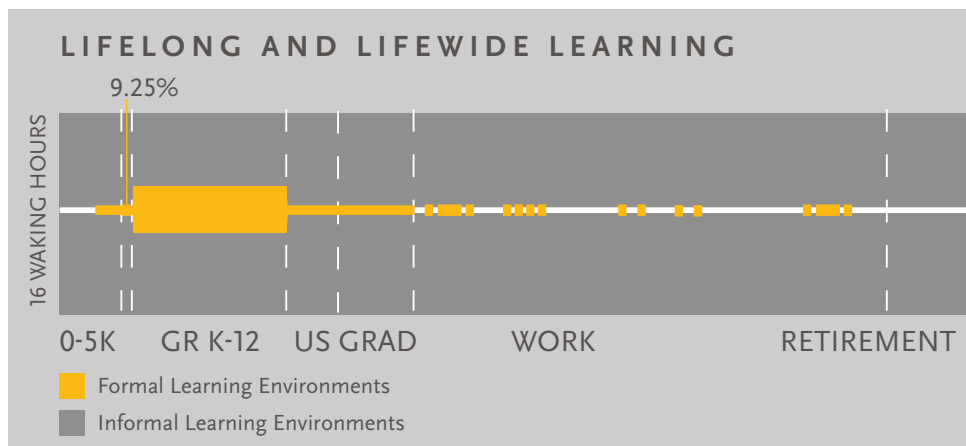 LIFELONG AND LIFEWIDE LEARNING
9.25%
16 WAKING HOURS
0-5K GR K-12 US GRAD WORK RETIREMENT
Formal Learning Environments
Informal Learning Environments